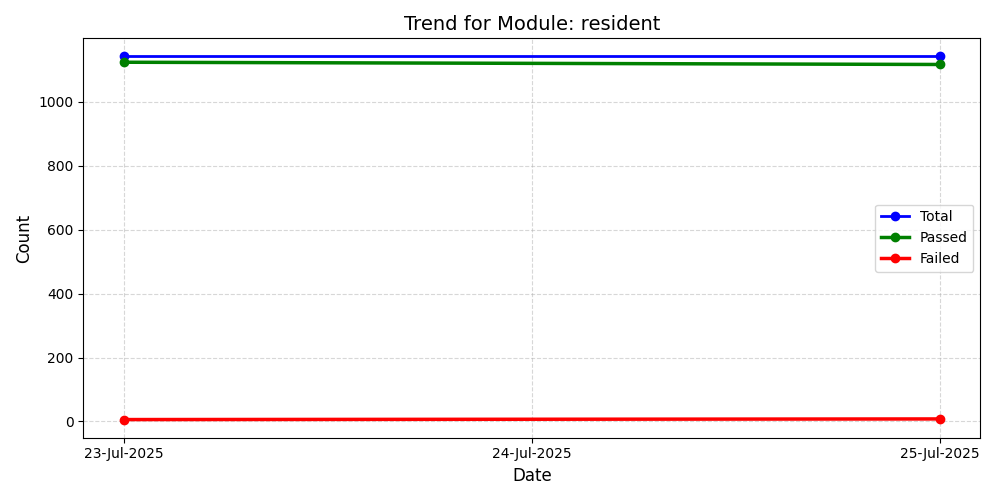 Trend for Module: resident
Count
1000
800
600
400
200
0
Total
Passed
Failed
23-Jul-2025
24-Jul-2025
25-Jul-2025
Date